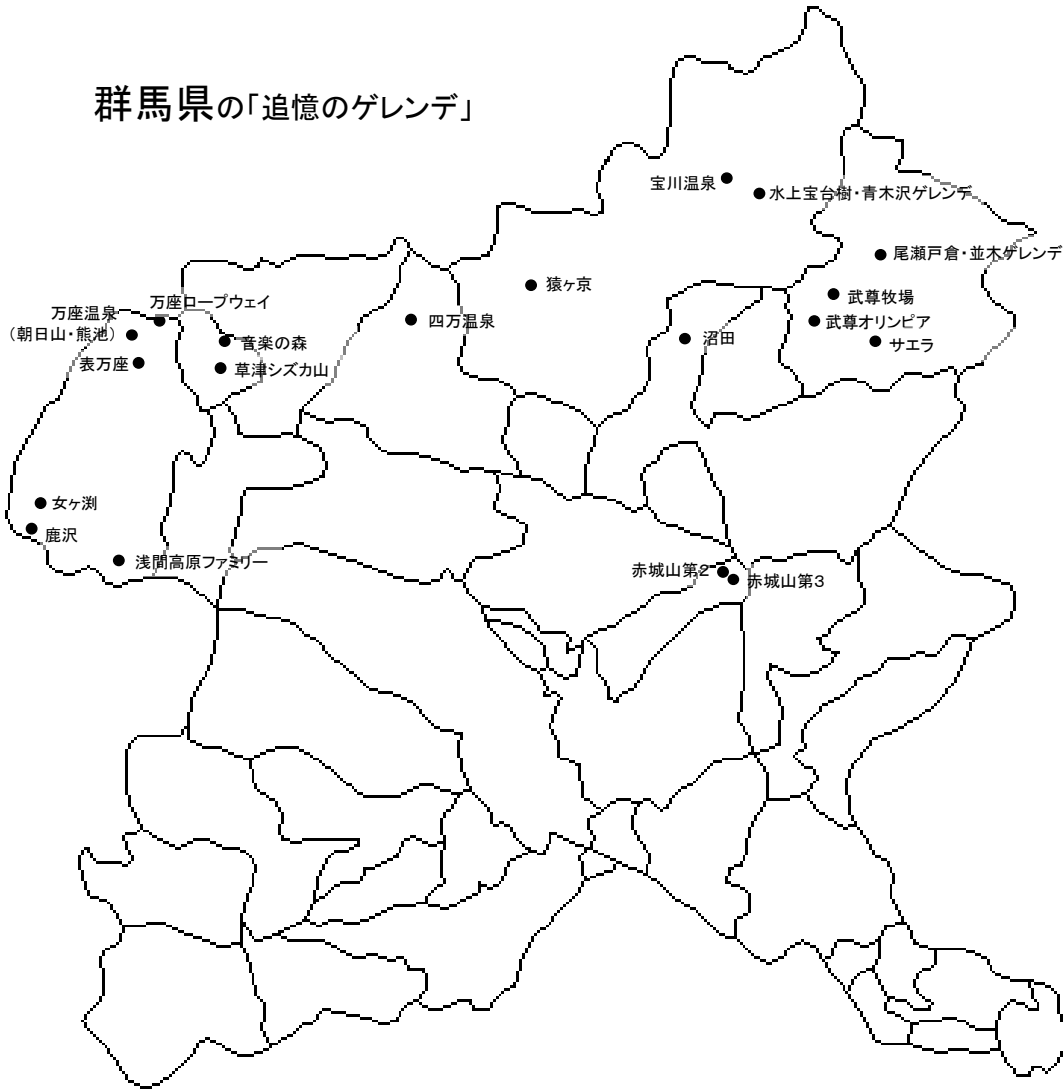 群馬県の「追憶のゲレンデ」
宝川温泉
水上宝台樹・青木沢ゲレンデ
尾瀬戸倉・並木ゲレンデ
猿ヶ京
武尊牧場
万座ロープウェイ
万座温泉
（朝日山・熊池）
四万温泉
武尊オリンピア
音楽の森
沼田
サエラ
表万座
草津シズカ山
女ヶ渕
鹿沢
浅間高原ファミリー
赤城山第2
赤城山第3